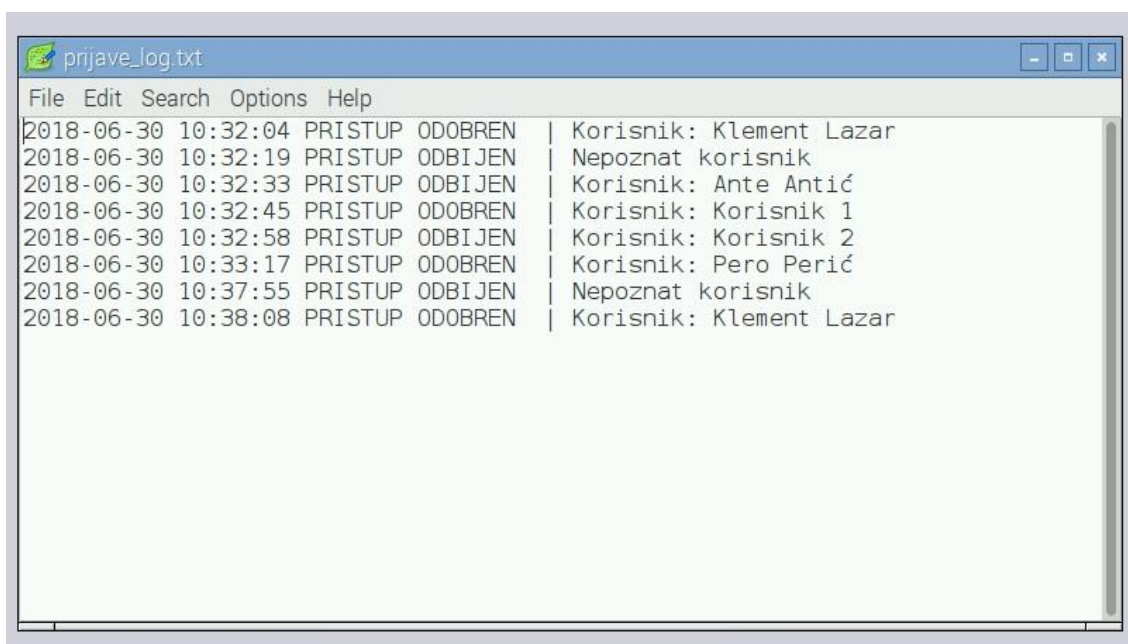 prijave_log.txt
File Edit Search Options Help
2018-06-30 10:32:04 PRISTUP ODOBREN | Korisnik: Klement Lazar
2018-06-30 10:32:19 PRISTUP ODBIJEN | Nepoznat korisnik
2018-06-30 10:32:33 PRISTUP ODBIJEN | Korisnik: Ante Antić
2018-06-30 10:32:45 PRISTUP ODOBREN | Korisnik: Korisnik 1
2018-06-30 10:32:58 PRISTUP ODBIJEN | Korisnik: Korisnik 2
2018-06-30 10:33:17 PRISTUP ODOBREN | Korisnik: Pero Perić
2018-06-30 10:37:55 PRISTUP ODBIJEN | Nepoznat korisnik
2018-06-30 10:38:08 PRISTUP ODOBREN | Korisnik: Klement Lazar